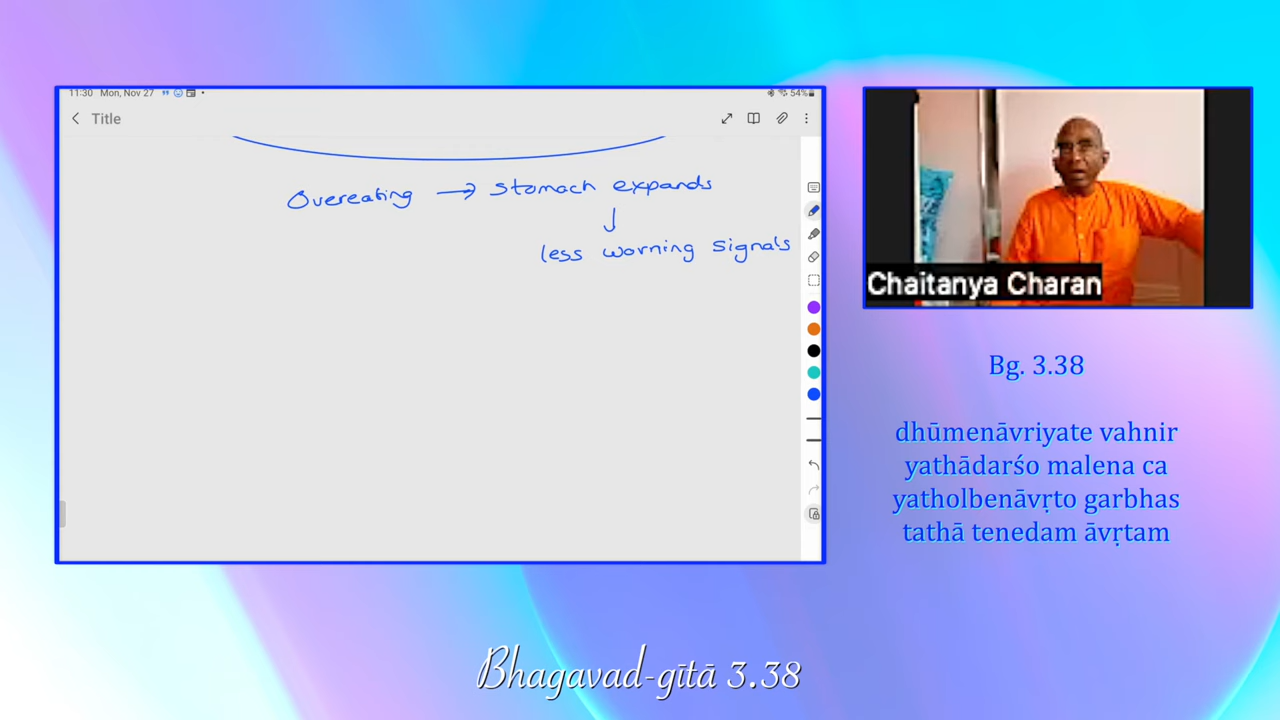 11:30 Mon, Nov 27
54%
Title
Overeating → stomach expands
↓
less worning signals
Chaitanya Charan
Bg. 3.38
dhūmenāvriyate vahnir
yathādarśo malena ca
yatholbenāvṛto garbhas
tathā tenedam āvṛtam
Bhagavad-gītā 3.38